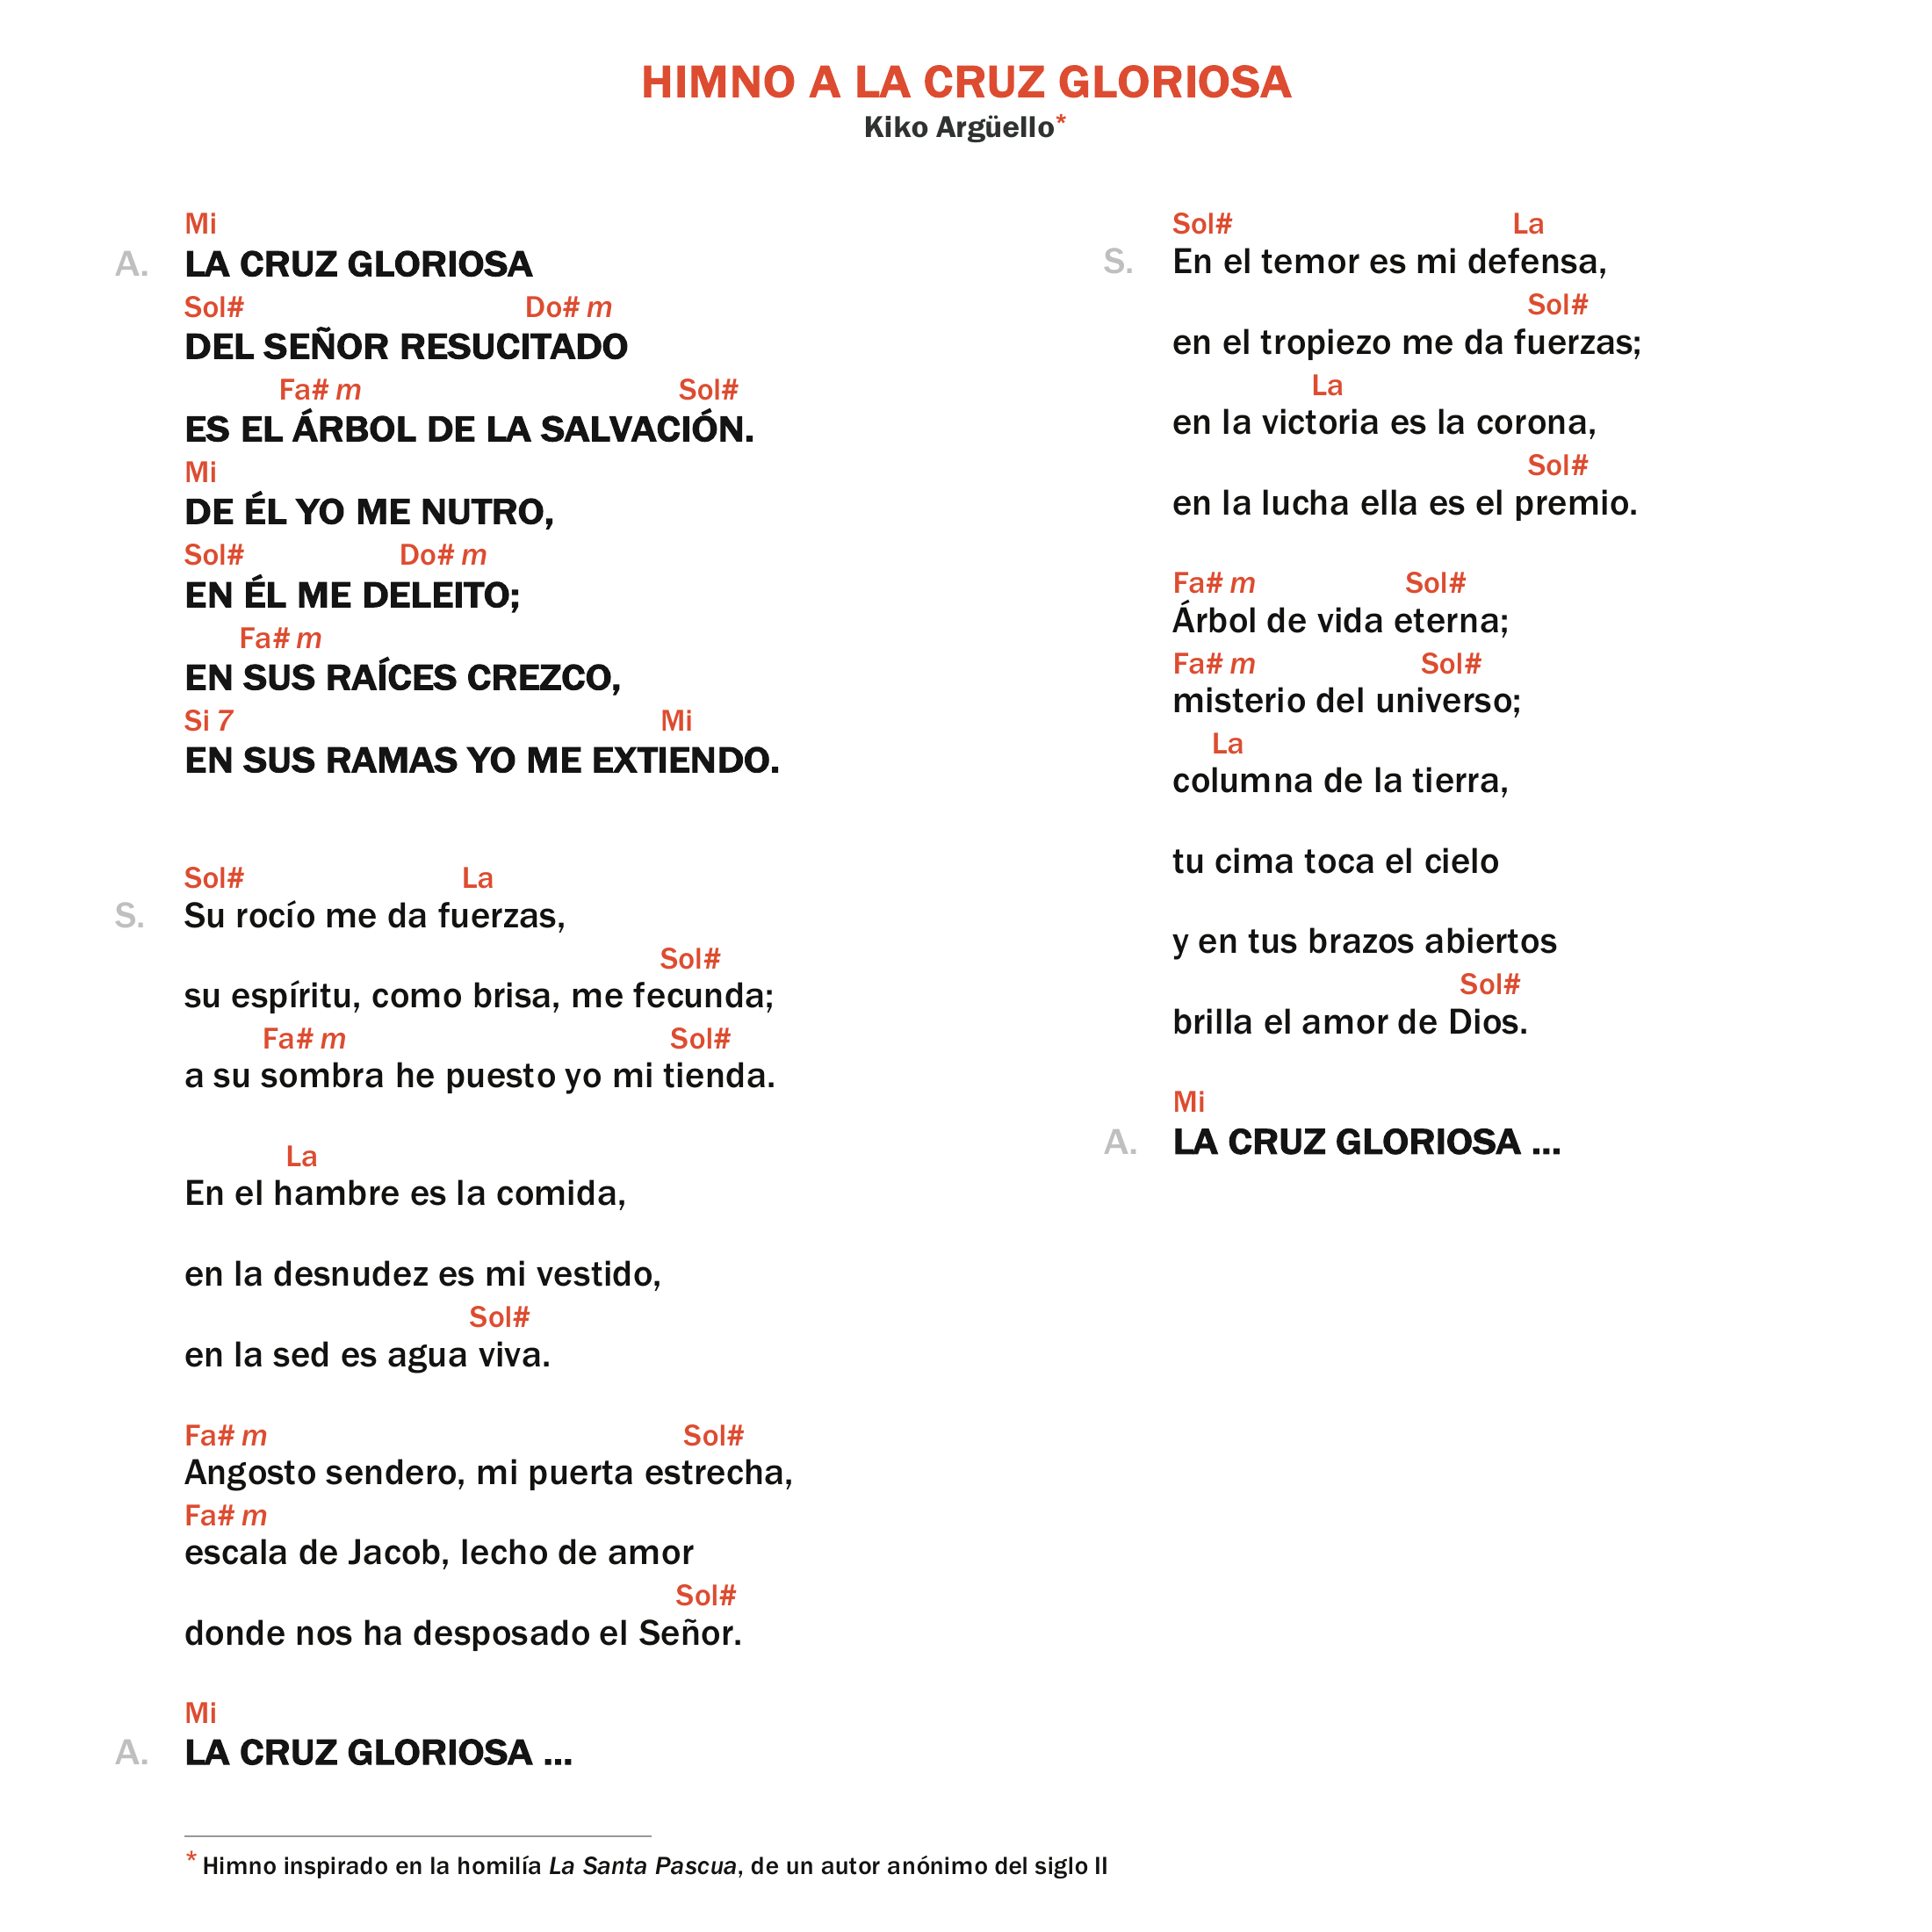 HIMNO A LA CRUZ GLORIOSA
Kiko Argüello*
Mi
A. LA CRUZ GLORIOSA
Sol# Do# m
DEL SEÑOR RESUCITADO
Fa# m Sol#
ES EL ÁRBOL DE LA SALVACIÓN.
Mi
DE ÉL YO ME NUTRO,
Sol# Do# m
EN ÉL ME DELEITO;
Fa# m
EN SUS RAÍCES CREZCO,
Si 7 Mi
EN SUS RAMAS YO ME EXTIENDO.
Sol# La
S. Su rocío me da fuerzas,
Sol#
su espíritu, como brisa, me fecunda;
Fa# m Sol#
a su sombra he puesto yo mi tienda.
La
En el hambre es la comida,
en la desnudez es mi vestido,
Sol#
en la sed es agua viva.
Fa# m Sol#
Angosto sendero, mi puerta estrecha,
Fa# m
escala de Jacob, lecho de amor
Sol#
donde nos ha desposado el Señor.
Mi
A. LA CRUZ GLORIOSA ...
Sol# La
S. En el temor es mi defensa,
Sol#
en el tropiezo me da fuerzas;
La
en la victoria es la corona,
Sol#
en la lucha ella es el premio.
Fa# m Sol#
Árbol de vida eterna;
Fa# m Sol#
misterio del universo;
La
columna de la tierra,
tu cima toca el cielo
y en tus brazos abiertos
Sol#
brilla el amor de Dios.
Mi
A. LA CRUZ GLORIOSA ...
* Himno inspirado en la homilía La Santa Pascua, de un autor anónimo del siglo II